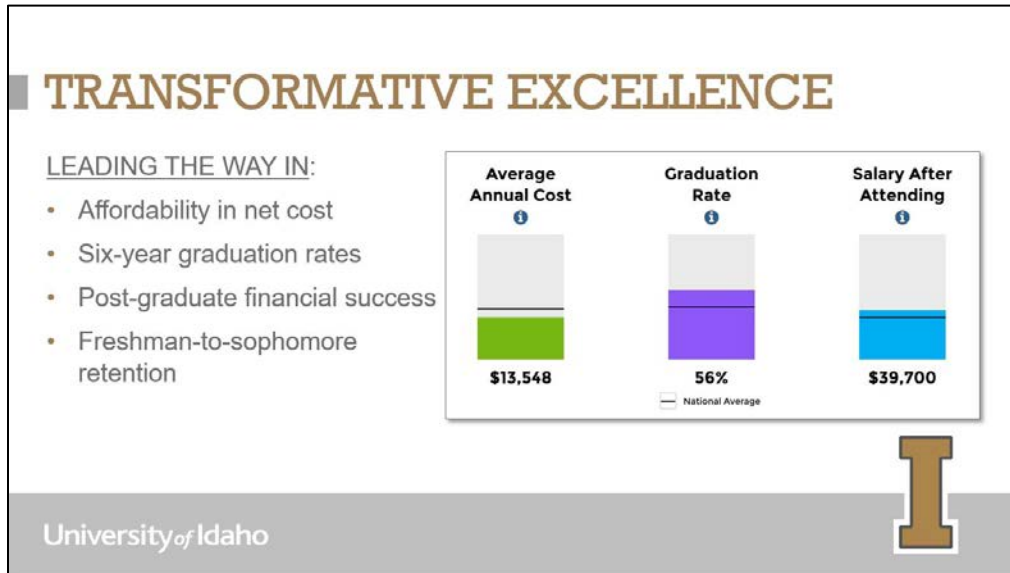 TRANSFORMATIVE EXCELLENCE
LEADING THE WAY IN:
• Affordability in net cost
• Six-year graduation rates
• Post-graduate financial success
• Freshman-to-sophomore
retention
Average
Annual Cost
$13,548
Graduation
Rate
56%
Salary After
Attending
$39,700
National Average
University of Idaho
I